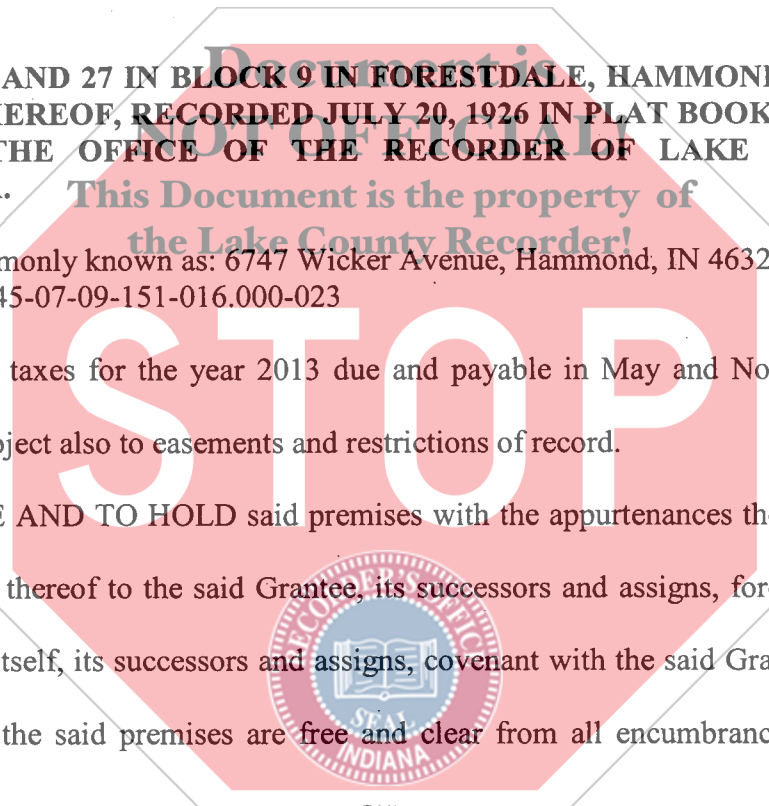 Document is
AND 27 IN BLOCK 9 IN FORESTDALE, HAMMOND
HEREOF, RECORDED JULY 20, 1926 IN PLAT BOOK
NOT OFFICIAL!
THE OFFICE OF THE RECORDER OF LAKE
This Document is the property of
the Lake County Recorder!
monly known as: 6747 Wicker Avenue, Hammond, IN 4632
45-07-09-151-016.000-023
taxes for the year 2013 due and payable in May and No
ject also to easements and restrictions of record.
STOP
E AND TO HOLD said premises with the appurtenances the
thereof to the said Grantee, its successors and assigns, for
itself, its successors and assigns, covenant with the said Gra
the said premises are free and clear from all encumbranc
RECORDER'S OFFICE
SEAL
INDIANA